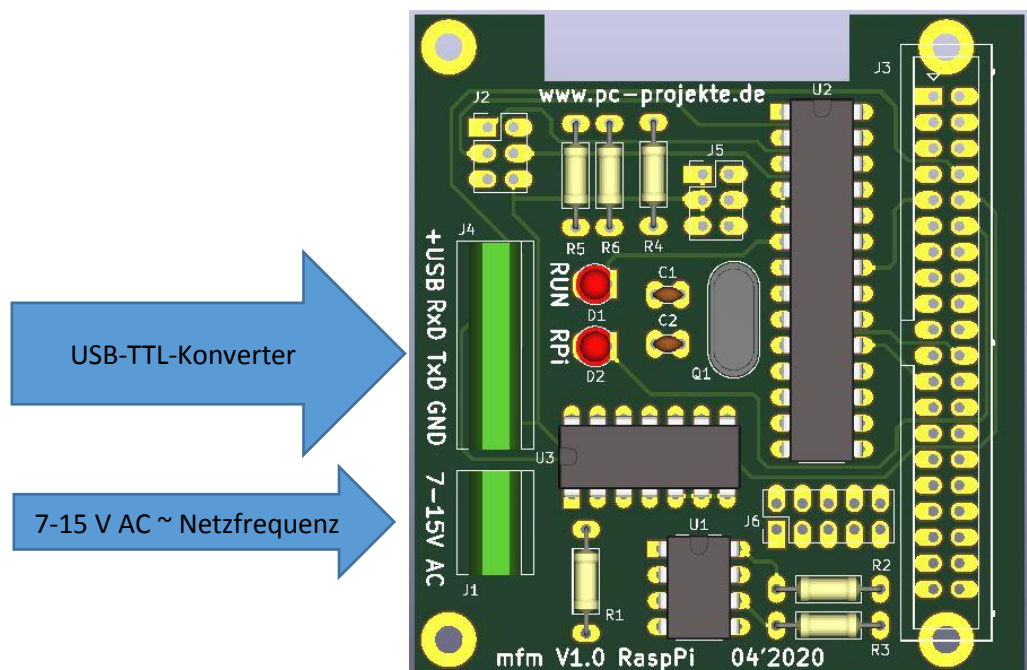 www.pc-projekte.de
J2
J3
U2
J5
R5
R6
R4
J4
+USB RxD TxD GND
RUN
D1
RPi
D2
C1
C2
Q1
USB-TTL-Konverter
U3
7-15V AC
7-15 V AC ~ Netzfrequenz
J1
R1
U1
J6
R2
R3
mfm V1.0 RaspPi 04'2020